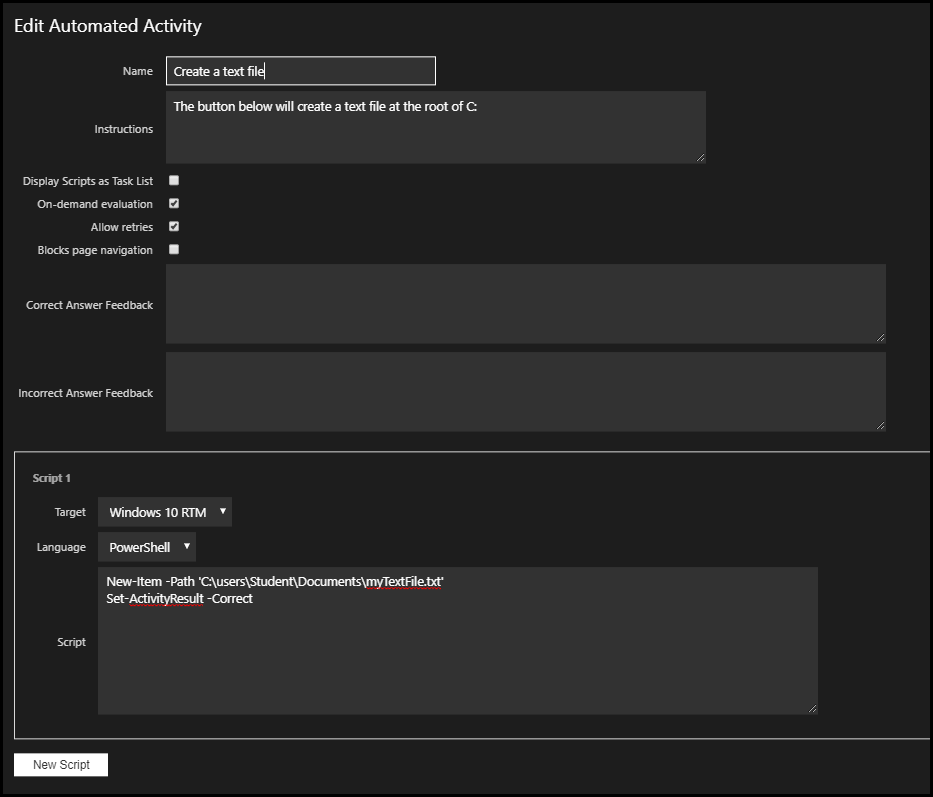 Edit Automated Activity
Name Create a text file
Instructions The button below will create a text file at the root of C:
Display Scripts as Task List
On-demand evaluation
Allow retries
Blocks page navigation
Correct Answer Feedback
Incorrect Answer Feedback
Script 1
Target Windows 10 RTM
Language PowerShell
New-Item -Path 'C:\users\Student\Documents\myTextFile.txt'
Set-ActivityResult -Correct
Script
New Script